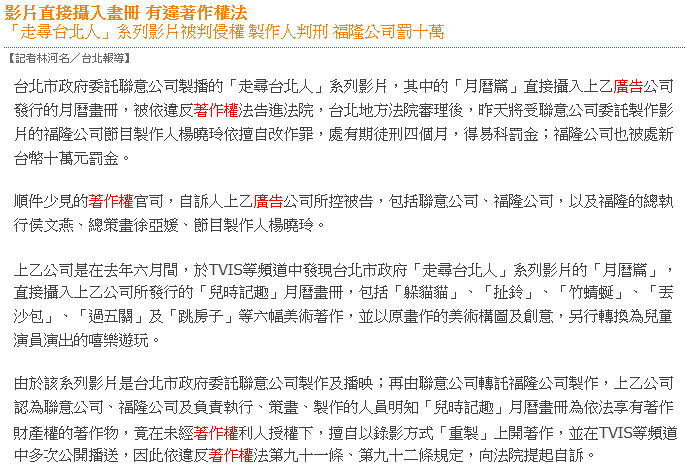 影片直接攝入畫冊 有違著作權法
「走尋台北人」系列影片被判侵權 製作人判刑 福隆公司罰十萬
【記者林河名／台北報導】
台北市政府委託聯意公司製播的「走尋台北人」系列影片，其中的「月曆篇」直接攝入上乙廣告公司
發行的月曆畫冊，被依違反著作權法告進法院，台北地方法院審理後，昨天將受聯意公司委託製作影
片的福隆公司節目製作人楊曉玲依擅自改作罪，處有期徒刑四個月，得易科罰金；福隆公司也被處新
台幣十萬元罰金。
順件少見的著作權官司，自訴人上乙廣告公司所控被告，包括聯意公司、福隆公司，以及福隆的總執
行侯文燕、總策畫徐亞媛、節目製作人楊曉玲。
上乙公司是在去年六月間，於TVIS等頻道中發現台北市政府「走尋台北人」系列影片的「月曆篇」，
直接攝入上乙公司所發行的「兒時記趣」月曆畫冊，包括「躲貓貓」、「扯鈴」、「竹蜻蜓」、「丟
沙包」、「過五關」及「跳房子」等六幅美術著作，並以原畫作的美術構圖及創意，另行轉換為兒童
演員演出的嘻樂遊玩。
由於該系列影片是台北市政府委託聯意公司製作及播映；再由聯意公司轉託福隆公司製作，上乙公司
認為聯意公司、福隆公司及負責執行、策畫、製作的人員明知「兒時記趣」月曆畫冊為依法享有著作
財產權的著作物，竟在未經著作權利人授權下，擅自以錄影方式「重製」上開著作，並在TVIS等頻道
中多次公開播送，因此依違反著作權法第九十一條、第九十二條規定，向法院提起自訴。